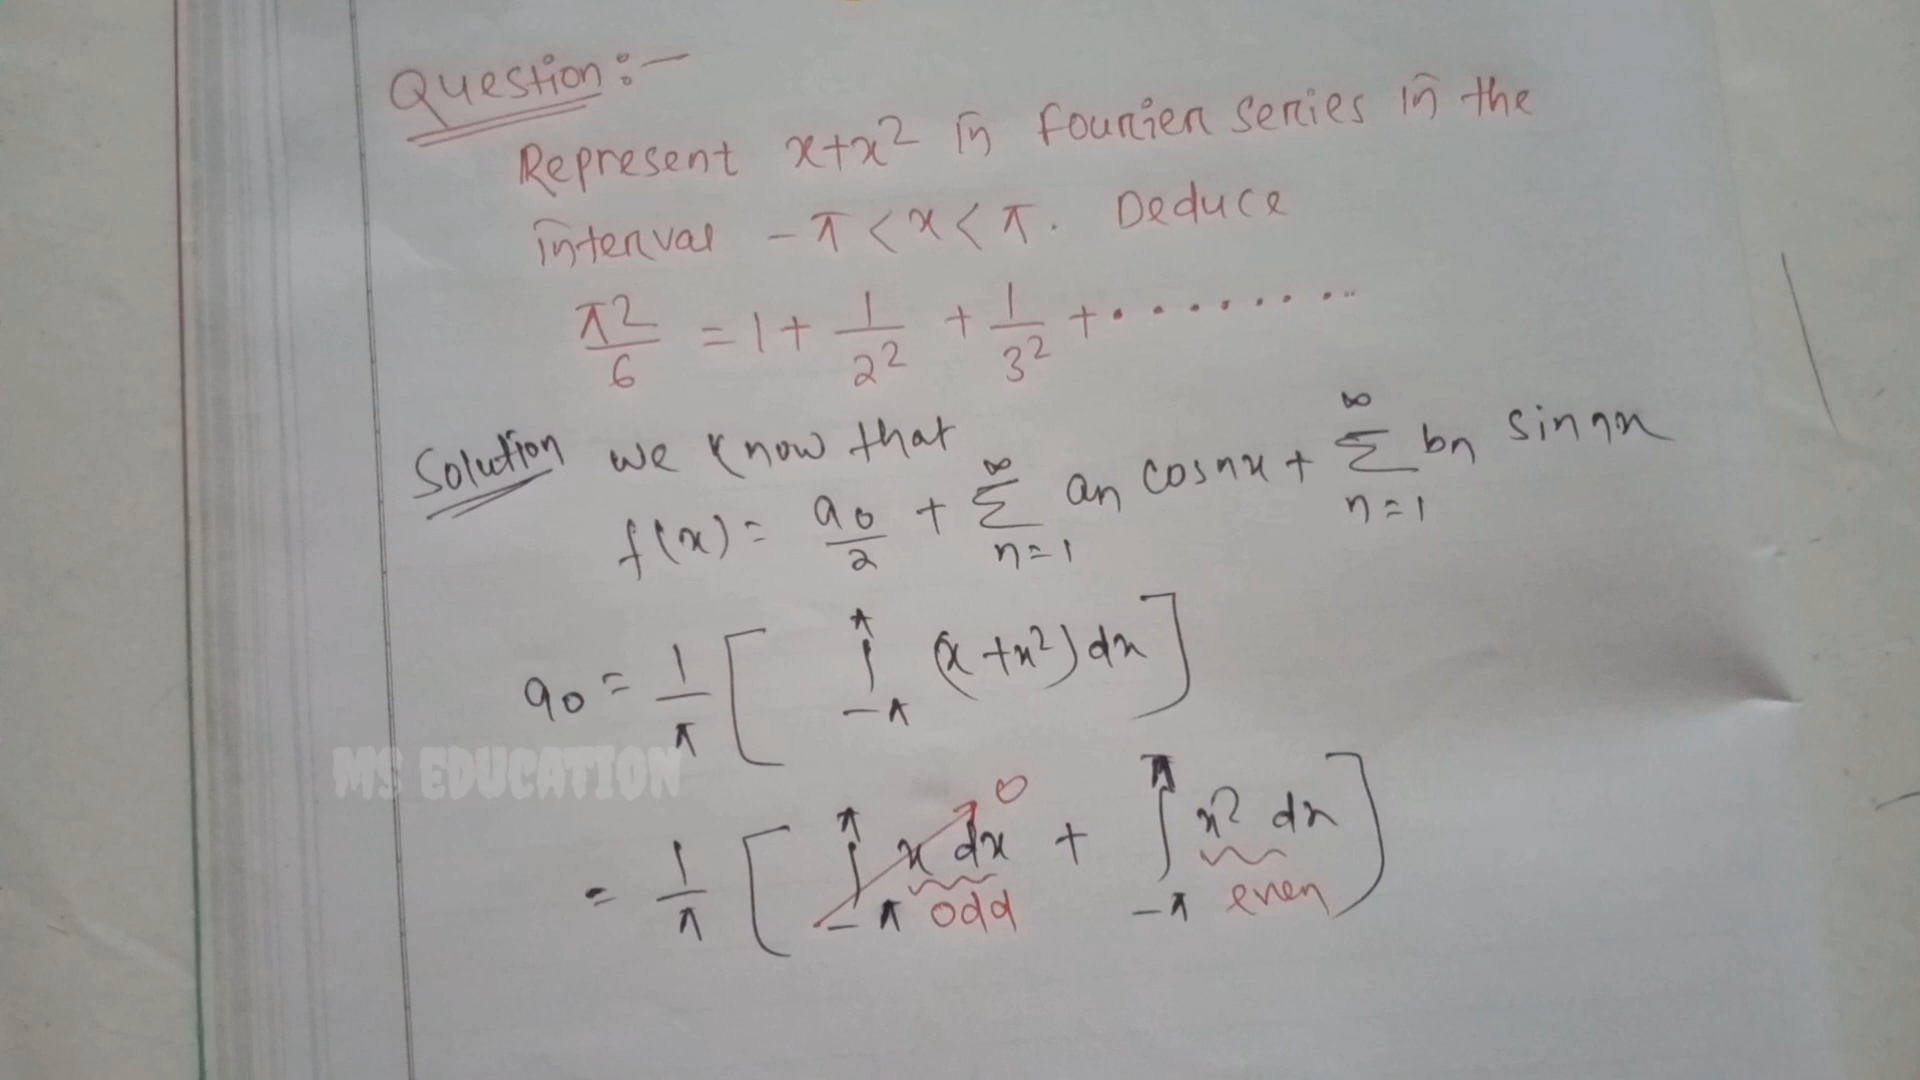 Question:-
Represent x+x² in fourier series in the
interval -π<x<π. Deduce
π²/6 = 1 + 1/2² + 1/3² + .........
Solution we know that
f(x) = a₀/2 + ∞Σn=1 an cosnx + ∞Σn=1 bn sinnx
a₀ = 1/π [ ∫_{-π}^{π} (x+x²)dx ]
MS EDUCATION
= 1/π [ ∫_{-π}^{π} x dx + ∫_{-π}^{π} x² dx ]
0
odd even